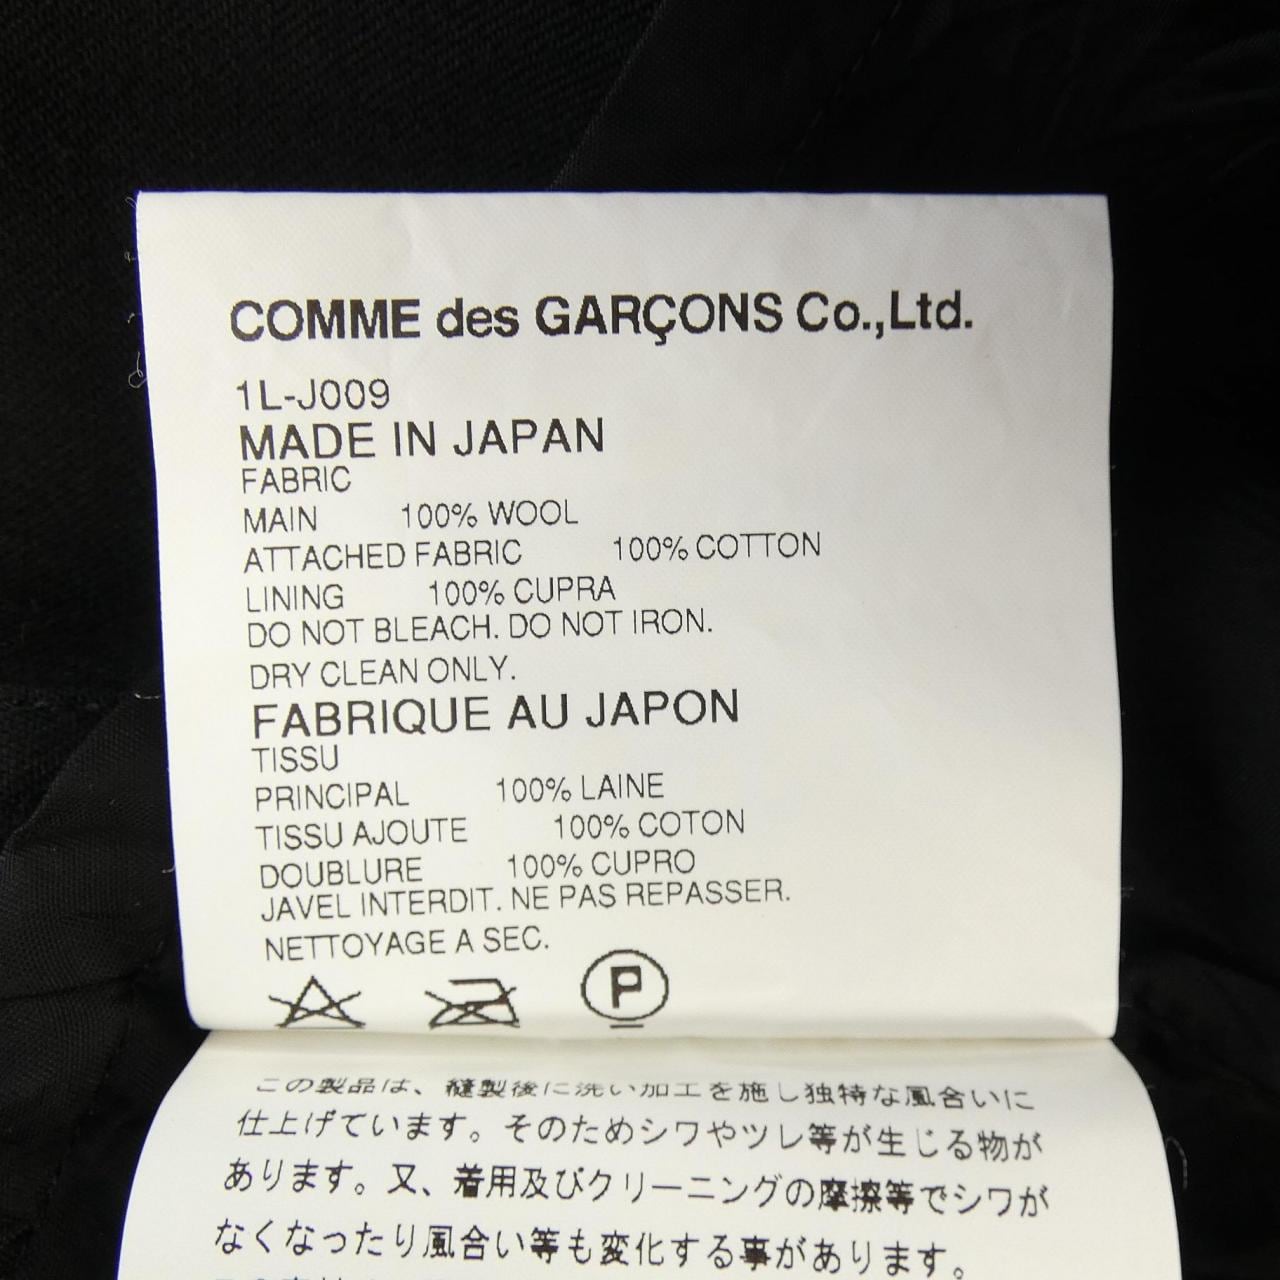 COMME des GARÇONS Co.,Ltd.
1L-J009
MADE IN JAPAN
FABRIC
MAIN 100% WOOL
ATTACHED FABRIC 100% COTTON
LINING 100% CUPRA
DO NOT BLEACH. DO NOT IRON.
DRY CLEAN ONLY.
FABRIQUE AU JAPON
TISSU
PRINCIPAL 100% LAINE
TISSU AJOUTE 100% COTON
DOUBLURE 100% CUPRO
JAVEL INTERDIT. NE PAS REPASSER.
NETTOYAGE A SEC.
P
この製品は、縫製後に洗い加工を施し独特な風合いに
仕上げています。そのためシワやツレ等が生じる物が
あります。又、着用及びクリーニングの摩擦等でシワが
なくなったり風合い等も変化する事があります。